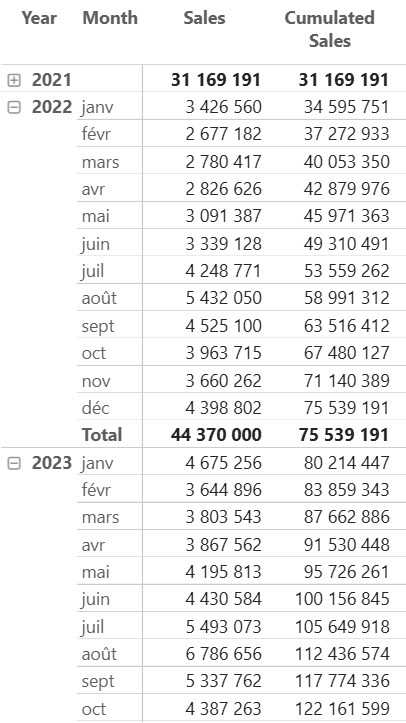 Year Month Sales Cumulated
Sales
2021 31 169 191 31 169 191
2022 janv 3 426 560 34 595 751
févr 2 677 182 37 272 933
mars 2 780 417 40 053 350
avr 2 826 626 42 879 976
mai 3 091 387 45 971 363
juin 3 339 128 49 310 491
juil 4 248 771 53 559 262
août 5 432 050 58 991 312
sept 4 525 100 63 516 412
oct 3 963 715 67 480 127
nov 3 660 262 71 140 389
déc 4 398 802 75 539 191
Total 44 370 000 75 539 191
2023 janv 4 675 256 80 214 447
févr 3 644 896 83 859 343
mars 3 803 543 87 662 886
avr 3 867 562 91 530 448
mai 4 195 813 95 726 261
juin 4 430 584 100 156 845
juil 5 493 073 105 649 918
août 6 786 656 112 436 574
sept 5 337 762 117 774 336
oct 4 387 263 122 161 599